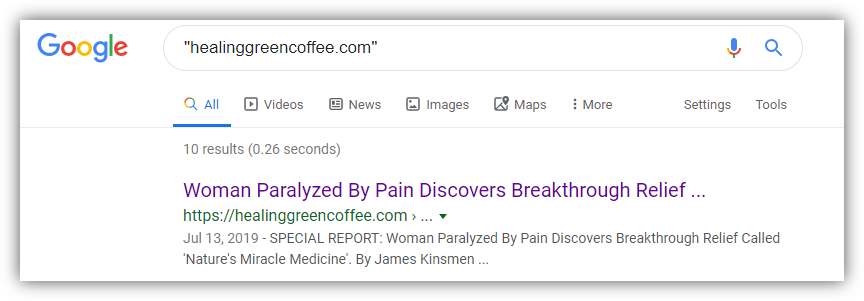 Google "healinggreencoffee.com"
All Videos News Images Maps More Settings Tools
10 results (0.26 seconds)
Woman Paralyzed By Pain Discovers Breakthrough Relief ...
https://healinggreencoffee.com › ...
Jul 13, 2019 - SPECIAL REPORT: Woman Paralyzed By Pain Discovers Breakthrough Relief Called
'Nature's Miracle Medicine'. By James Kinsmen ...